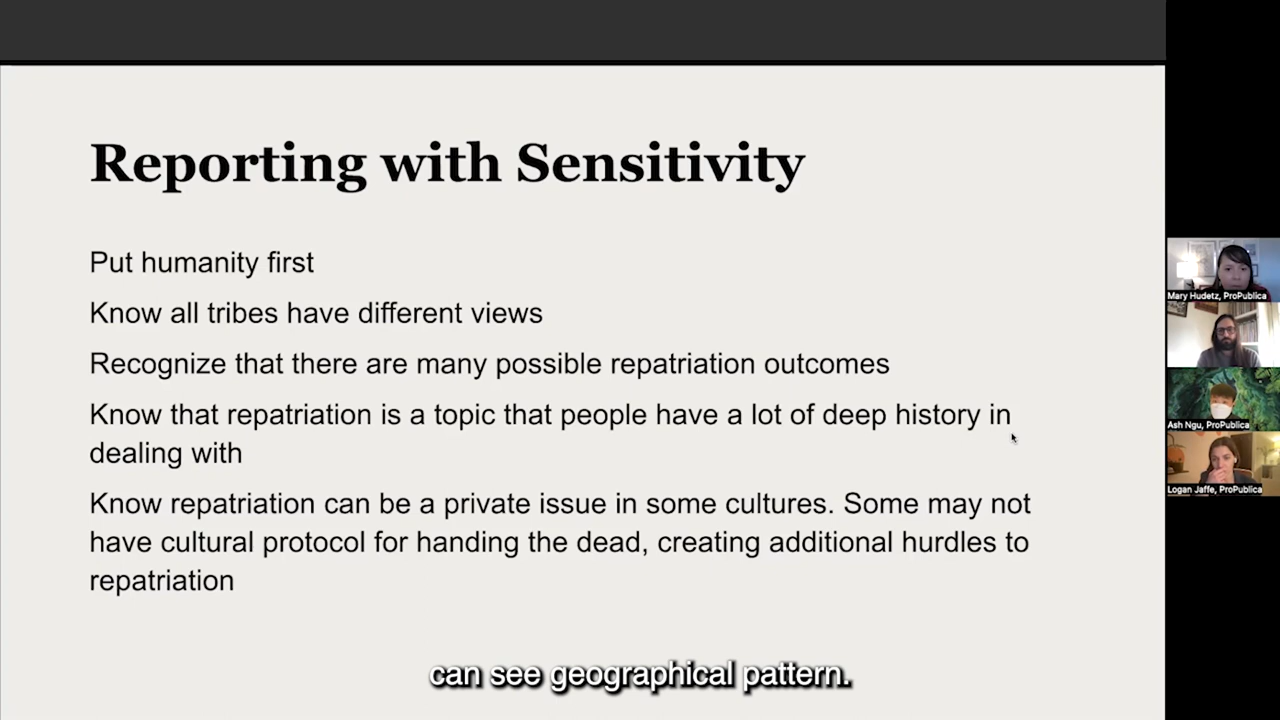 Reporting with Sensitivity
Put humanity first
Know all tribes have different views
Recognize that there are many possible repatriation outcomes
Know that repatriation is a topic that people have a lot of deep history in
dealing with
Know repatriation can be a private issue in some cultures. Some may not
have cultural protocol for handing the dead, creating additional hurdles to
repatriation
can see geographical pattern.
Mary Hudetz, ProPublica
Ash Ngu, ProPublica
Logan Jaffe, ProPublica